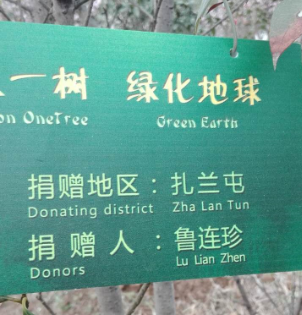 一树 绿化地球
on OneTree Green Earth
捐赠地区：扎兰屯
Donating district Zha Lan Tun
捐赠人：鲁连珍
Donors Lu Lian Zhen